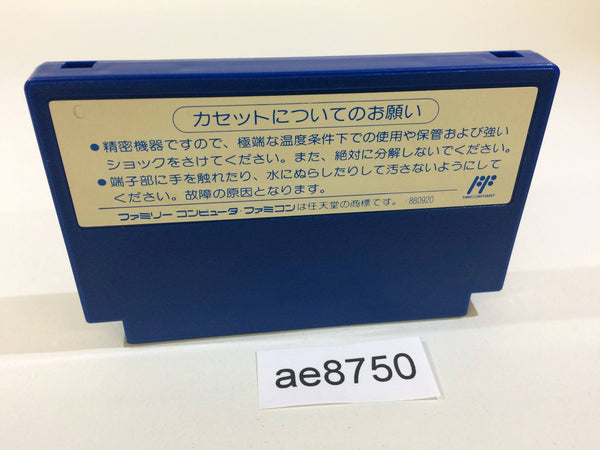 カセットについてのお願い
●精密機器ですので、極端な温度条件下での使用や保管および強い
ショックをさけてください。また、絶対に分解しないでください。
●端子部に手を触れたり、水にぬらしたりして汚さないようにして
ください。故障の原因となります。
FAMICOM FAMILY
ファミリー コンピュータ・ファミコンは任天堂の商標です。 880920
ae8750